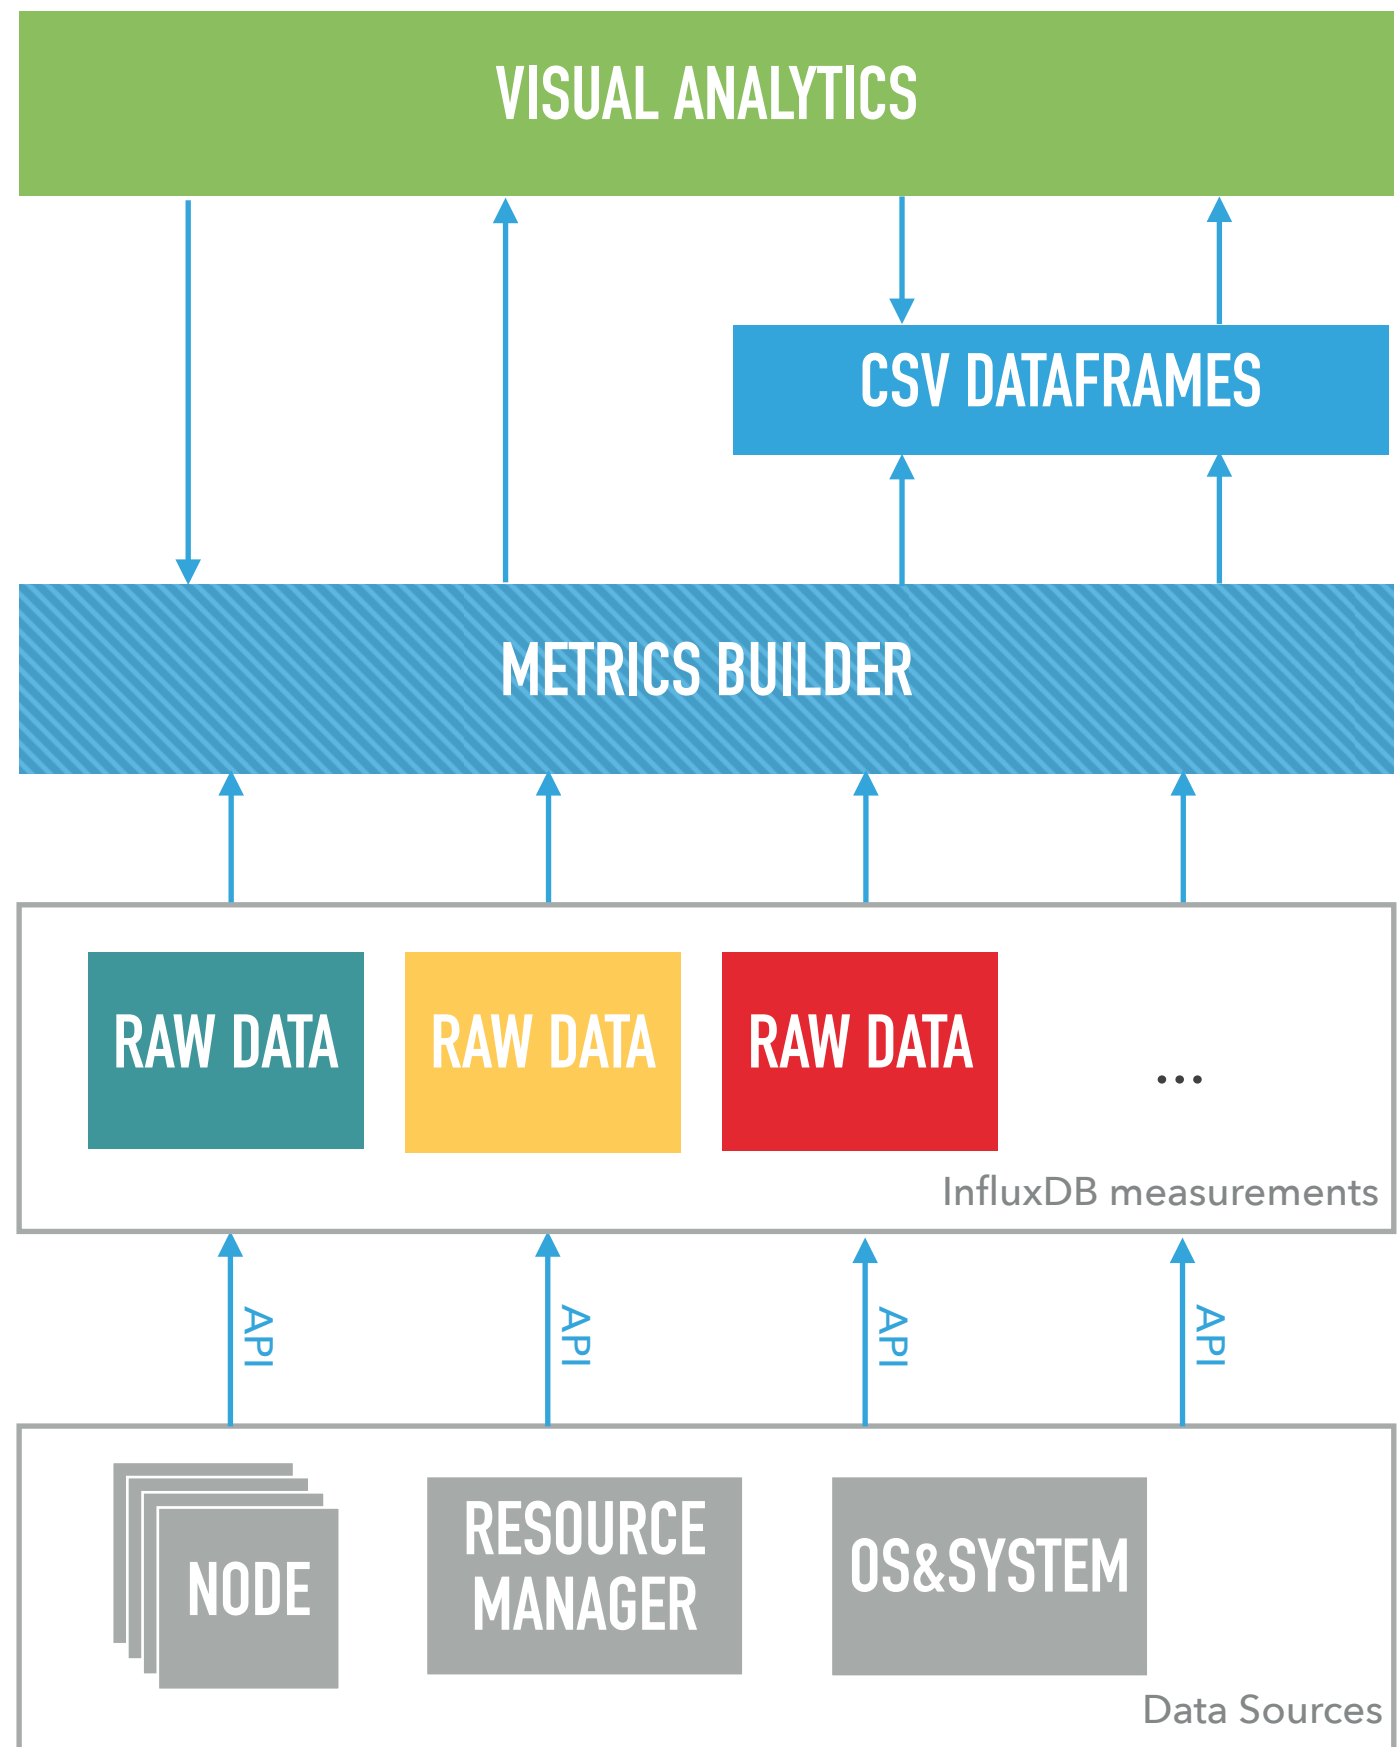 VISUAL ANALYTICS
CSV DATAFRAMES
METRICS BUILDER
RAW DATA
RAW DATA
RAW DATA
...
InfluxDB measurements
API
API
API
API
NODE
RESOURCE
MANAGER
OS&SYSTEM
Data Sources